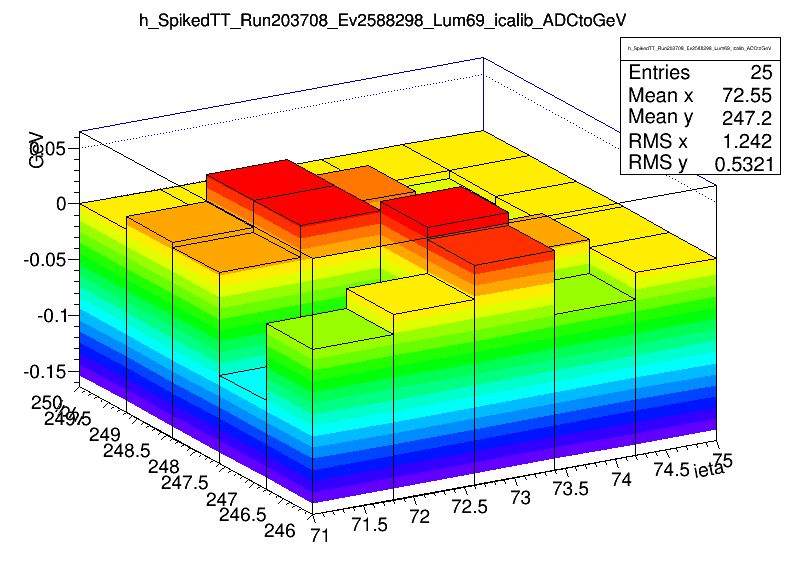 h_SpikedTT_Run203708_Ev2588298_Lum69_icalib_ADCtoGeV
h_SpikedTT_Run203708_Ev2588298_Lum69_icalib_ADCtoGeV
Entries 25
Mean x 72.55
Mean y 247.2
RMS x 1.242
RMS y 0.5321
GeV
0.05
0
-0.05
-0.1
-0.15
250
249.5
249
248.5
248
247.5
247
246.5
246
71
71.5
72
72.5
73
73.5
74
74.5
75
ieta